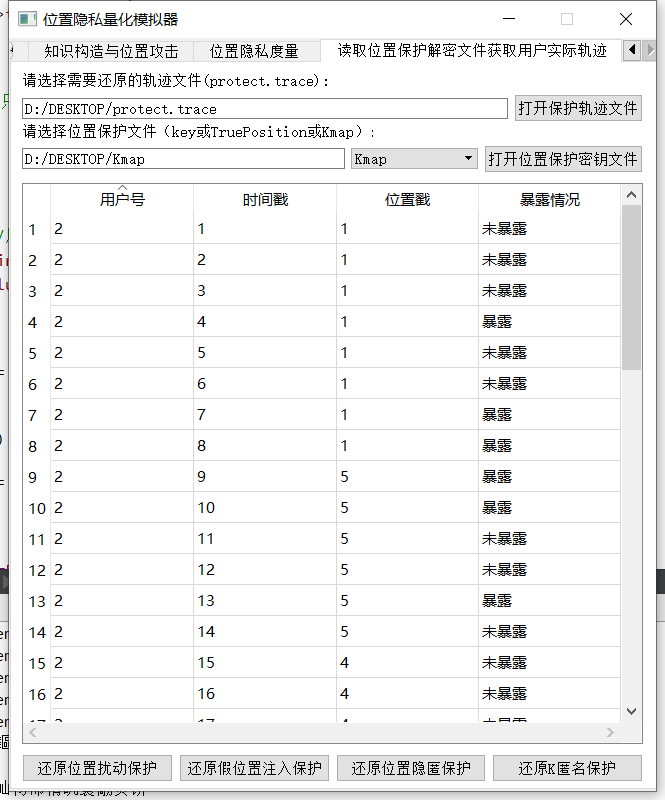 位置隐私量化模拟器
知识构造与位置攻击 位置隐私度量 读取位置保护解密文件获取用户实际轨迹
请选择需要还原的轨迹文件(protect.trace):
D:/DESKTOP/protect.trace 打开保护轨迹文件
请选择位置保护文件（key或TruePosition或Kmap）:
D:/DESKTOP/Kmap Kmap 打开位置保护密钥文件
用户号 时间戳 位置戳 暴露情况
1 2 1 1 未暴露
2 2 2 1 未暴露
3 2 3 1 未暴露
4 2 4 1 暴露
5 2 5 1 未暴露
6 2 6 1 未暴露
7 2 7 1 暴露
8 2 8 1 暴露
9 2 9 5 暴露
10 2 10 5 暴露
11 2 11 5 未暴露
12 2 12 5 未暴露
13 2 13 5 暴露
14 2 14 5 未暴露
15 2 15 4 未暴露
16 2 16 4 未暴露
17 2 17 4 未暴露
还原位置扰动保护 还原假位置注入保护 还原位置隐匿保护 还原K匿名保护